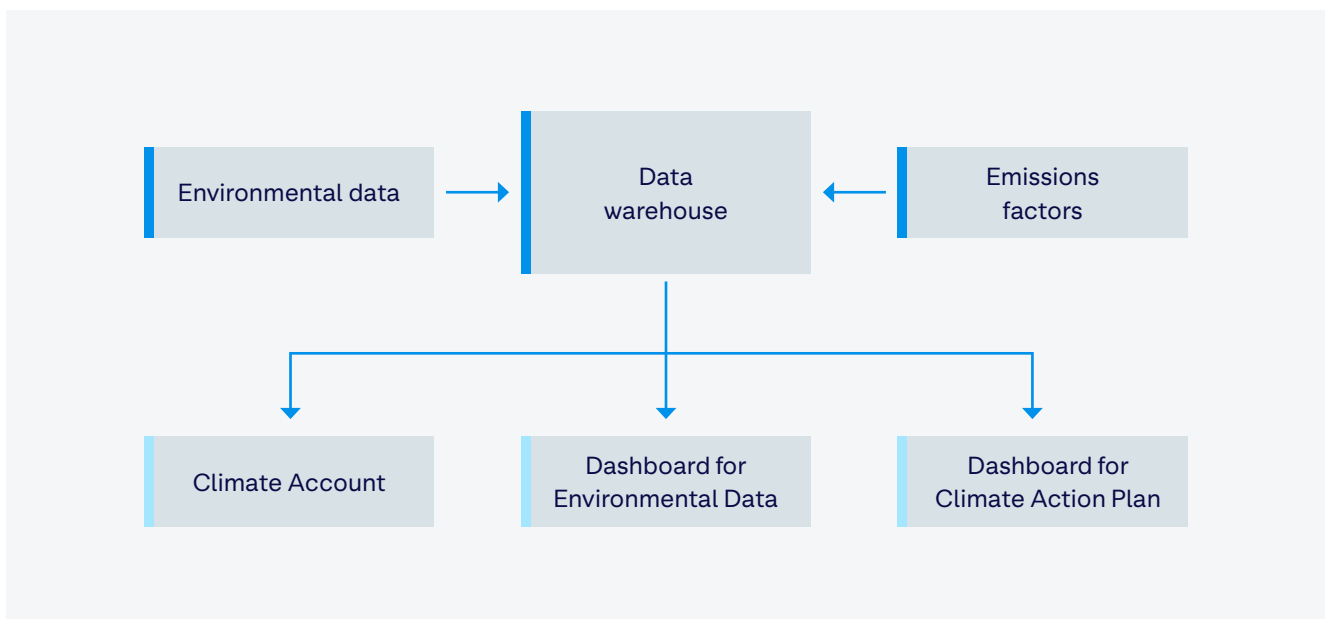 Environmental data
Data
warehouse
Emissions
factors
Climate Account
Dashboard for
Environmental Data
Dashboard for
Climate Action Plan